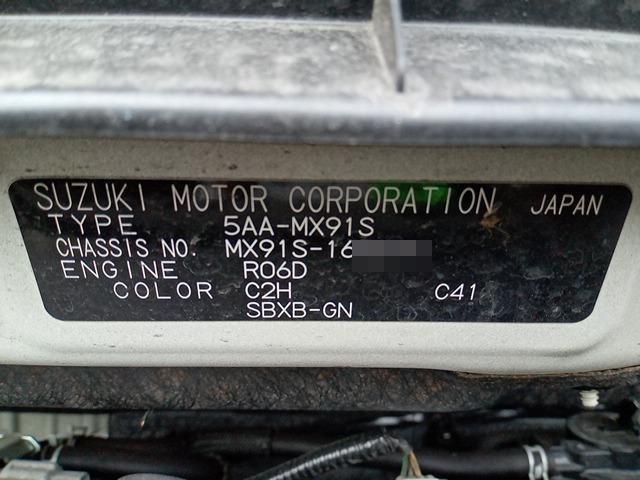 SUZUKI MOTOR CORPORATION JAPAN
TYPE 5AA-MX91S
CHASSIS NO. MX91S-16
ENGINE R06D
COLOR C2H C41
SBXB-GN